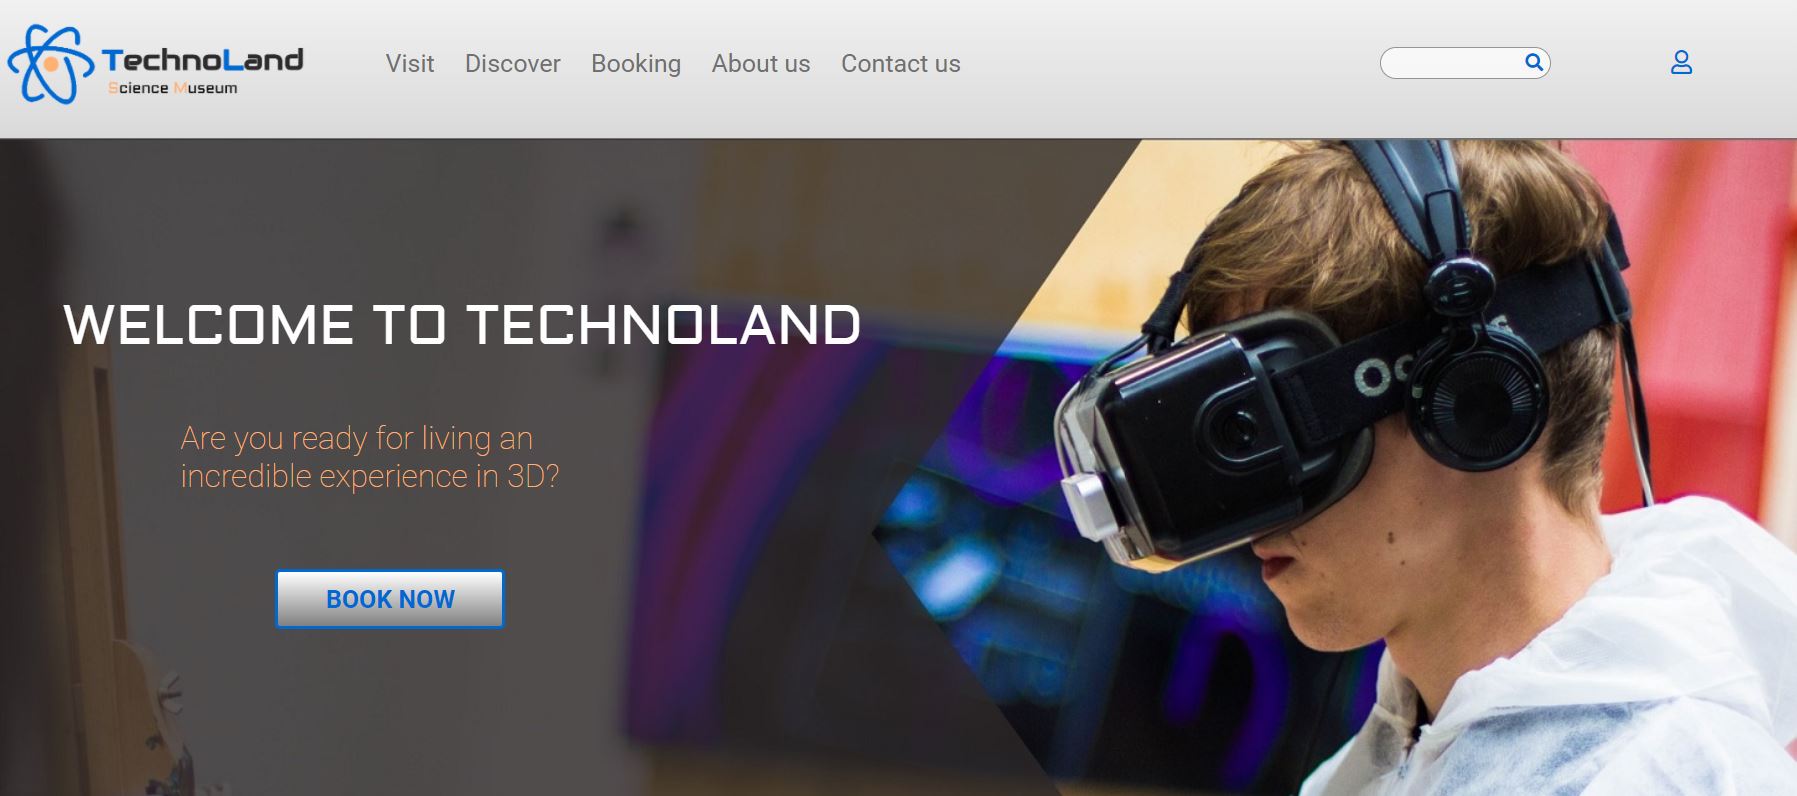 TechnoLand
Science Museum
Visit Discover Booking About us Contact us
WELCOME TO TECHNOLAND
Are you ready for living an
incredible experience in 3D?
BOOK NOW